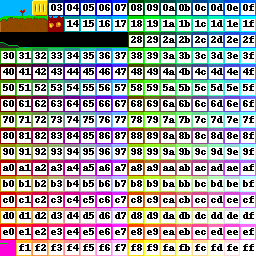 03 04 05 06 07 08 09 0a 0b 0c 0d 0e 0f
14 15 16 17 18 19 1a 1b 1c 1d 1e 1f
28 29 2a 2b 2c 2d 2e 2f
30 31 32 33 34 35 36 37 38 39 3a 3b 3c 3d 3e 3f
40 41 42 43 44 45 46 47 48 49 4a 4b 4c 4d 4e 4f
50 51 52 53 54 55 56 57 58 59 5a 5b 5c 5d 5e 5f
60 61 62 63 64 65 66 67 68 69 6a 6b 6c 6d 6e 6f
70 71 72 73 74 75 76 77 78 79 7a 7b 7c 7d 7e 7f
80 81 82 83 84 85 86 87 88 89 8a 8b 8c 8d 8e 8f
90 91 92 93 94 95 96 97 98 99 9a 9b 9c 9d 9e 9f
a0 a1 a2 a3 a4 a5 a6 a7 a8 a9 aa ab ac ad ae af
b0 b1 b2 b3 b4 b5 b6 b7 b8 b9 ba bb bc bd be bf
c0 c1 c2 c3 c4 c5 c6 c7 c8 c9 ca cb cc cd ce cf
d0 d1 d2 d3 d4 d5 d6 d7 d8 d9 da db dc dd de df
e0 e1 e2 e3 e4 e5 e6 e7 e8 e9 ea eb ec ed ee ef
f1 f2 f3 f4 f5 f6 f7 f8 f9 fa fb fc fd fe ff